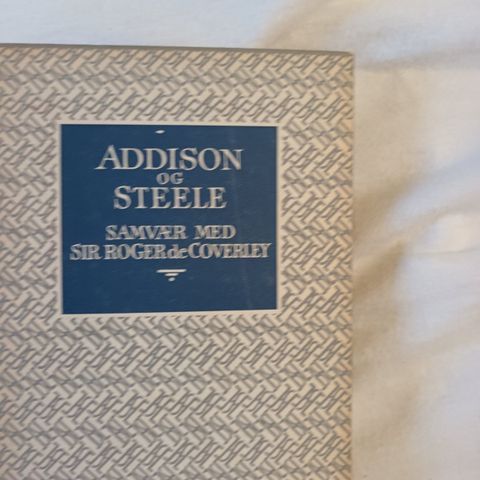 ADDISON
OG
STEELE
SAMVÆR MED
SIR ROGER de COVERLEY